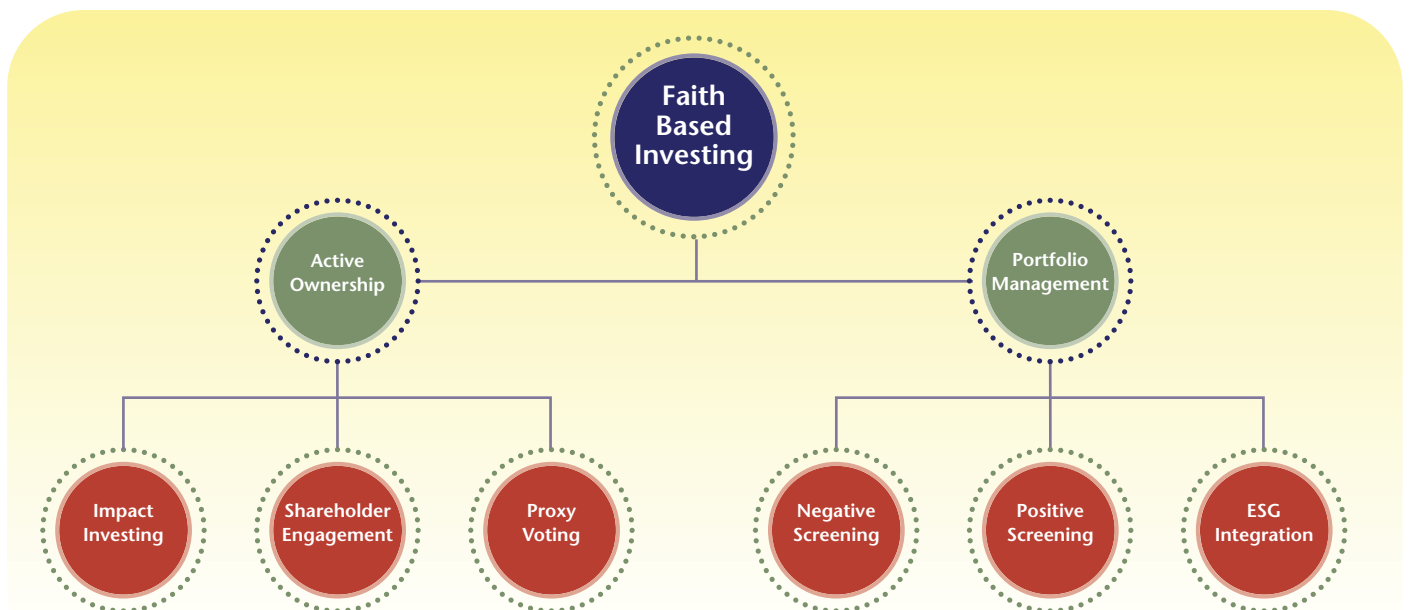 Faith
Based
Investing
Active
Ownership
Portfolio
Management
Impact
Investing
Shareholder
Engagement
Proxy
Voting
Negative
Screening
Positive
Screening
ESG
Integration